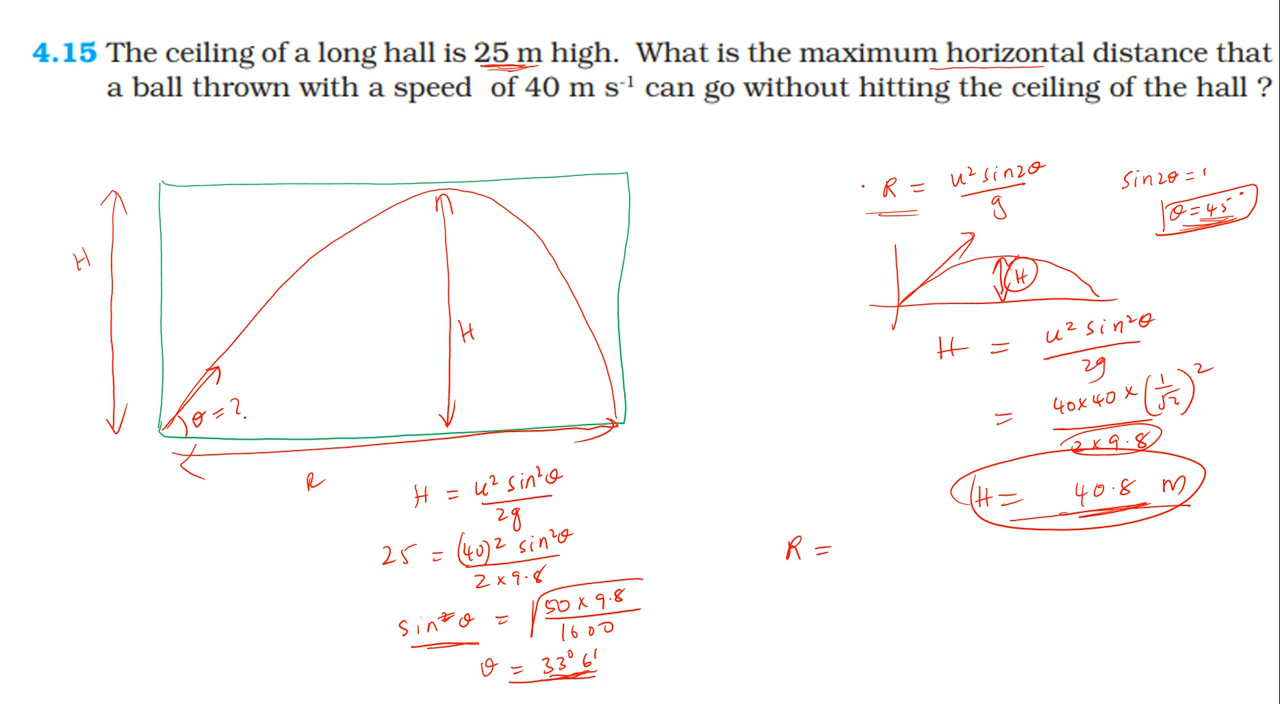 4.15 The ceiling of a long hall is 25 m high. What is the maximum horizontal distance that
a ball thrown with a speed of 40 m s⁻¹ can go without hitting the ceiling of the hall ?
H
H
θ = ?
R
H = u² sin²θ / 2g
25 = (40)² sin²θ / 2 × 9.8
sin θ = √(50 × 9.8 / 1600)
θ = 33° 6'
R = u² sin2θ / g
sin2θ = 1
θ = 45°
H
H = u² sin²θ / 2g
= 40×40 × (1/√2)² / 2 × 9.8
H = 40.8 m
R =